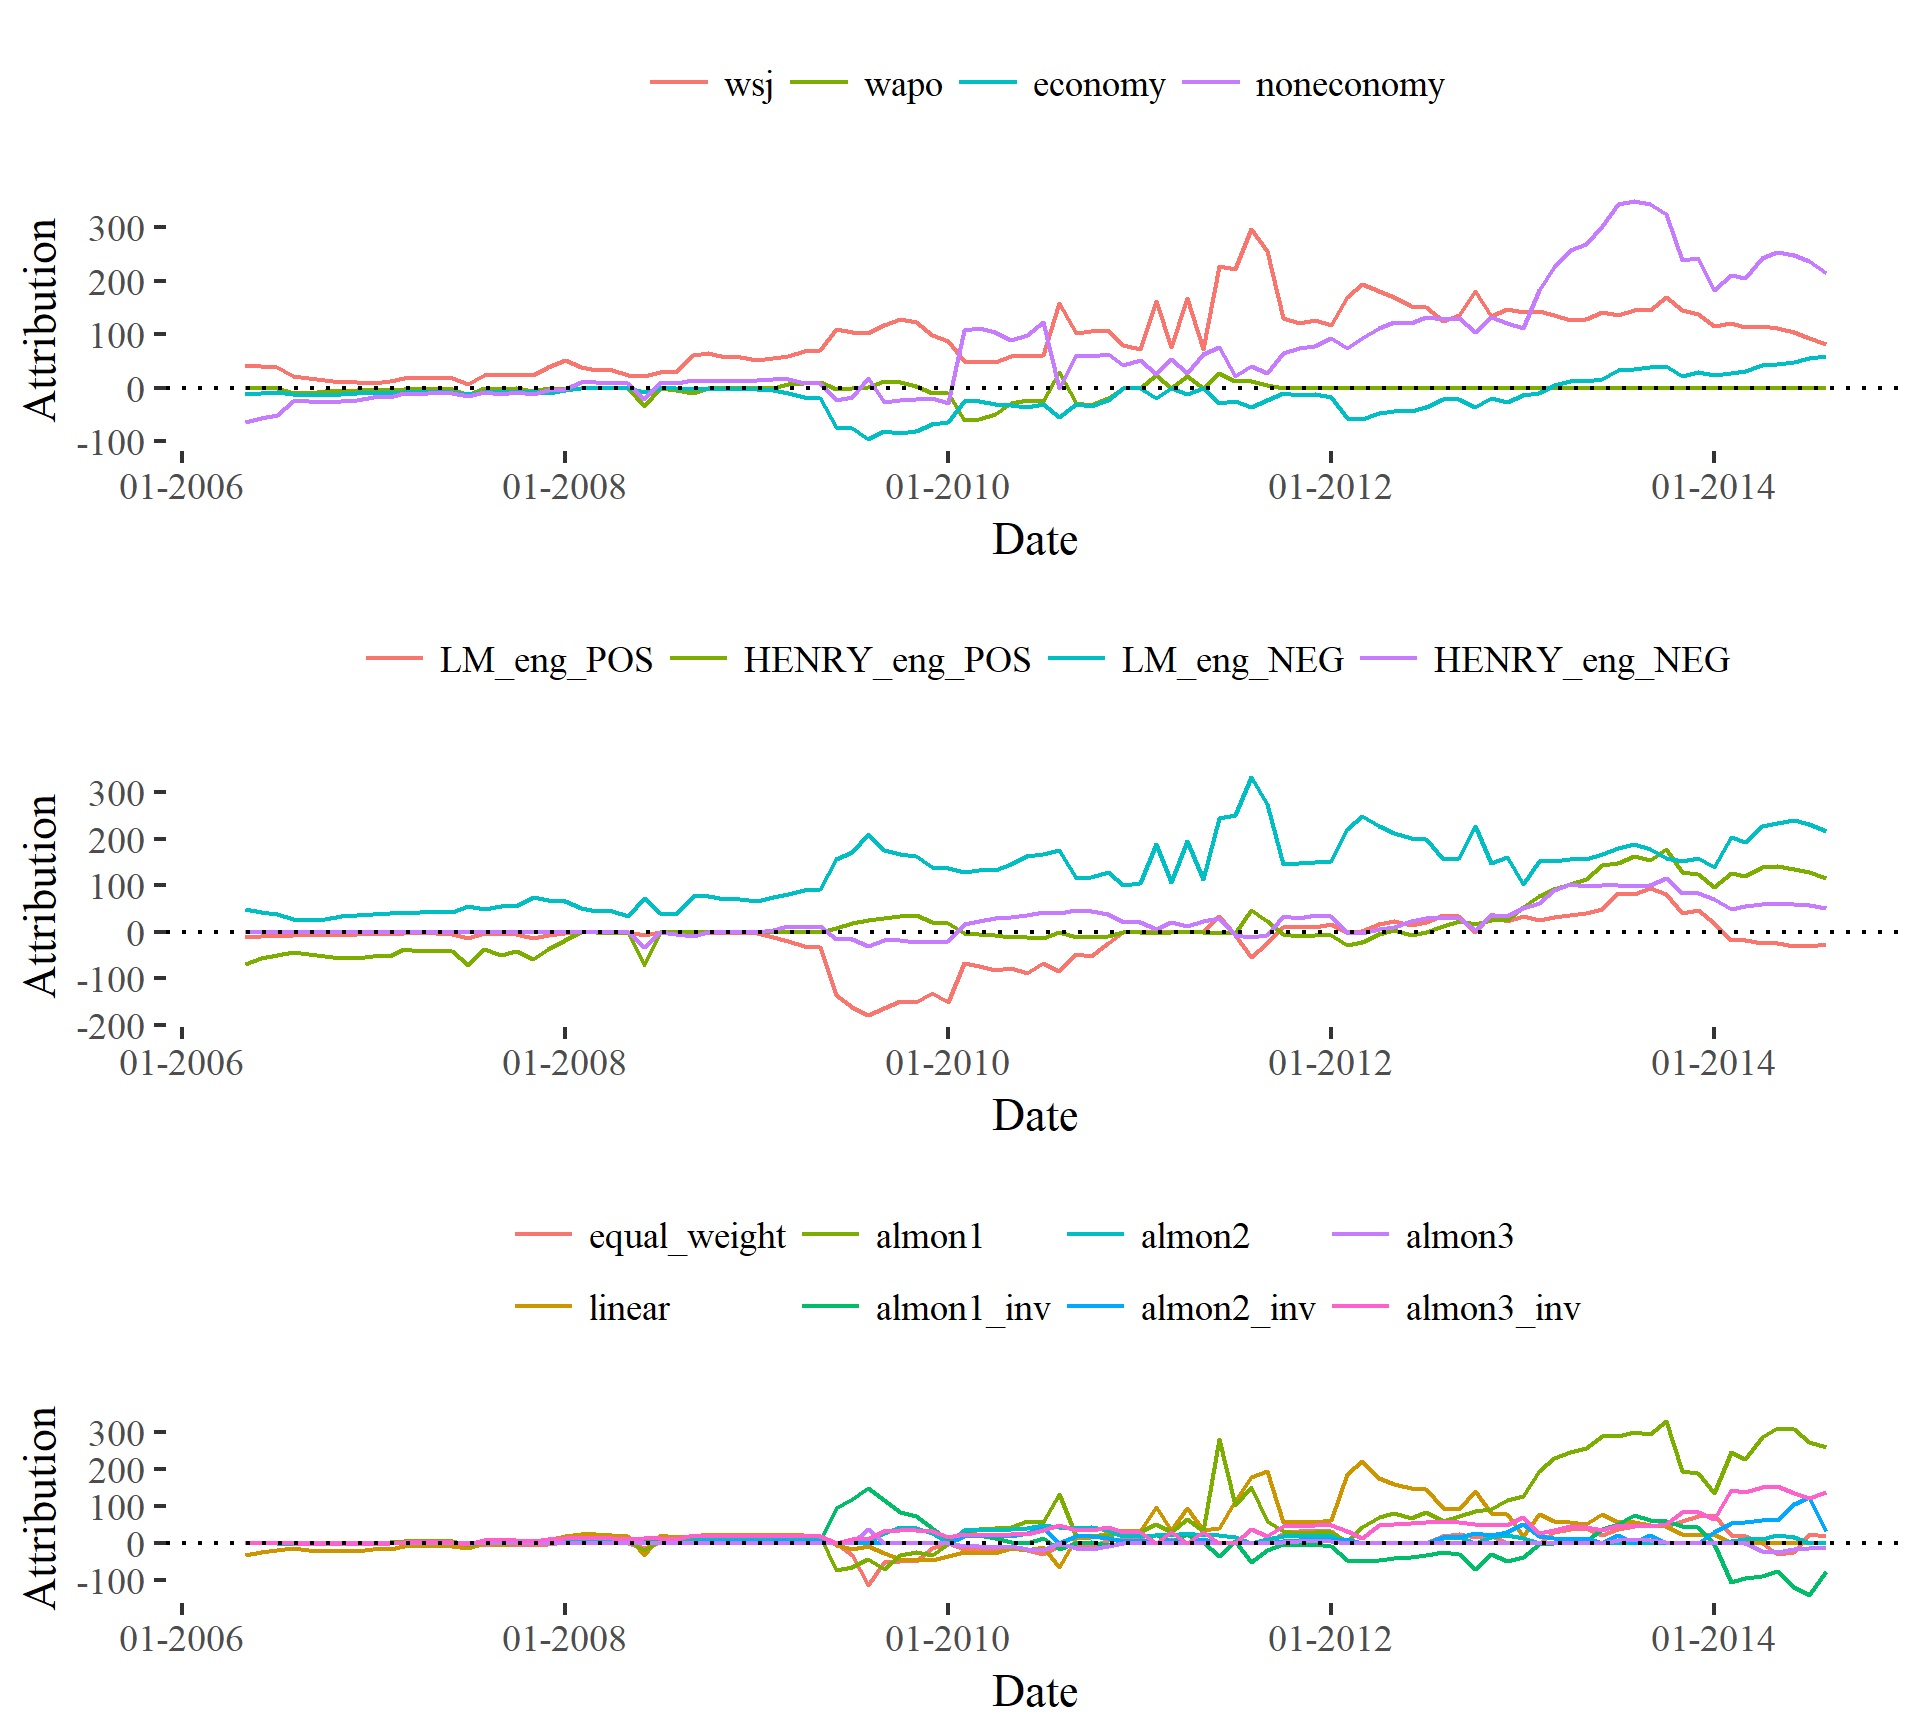 wsj wapo economy noneconomy
Attribution
300
200
100
0
-100
01-2006 01-2008 01-2010 01-2012 01-2014
Date
LM_eng_POS HENRY_eng_POS LM_eng_NEG HENRY_eng_NEG
Attribution
300
200
100
0
-100
-200
01-2006 01-2008 01-2010 01-2012 01-2014
Date
equal_weight almon1 almon2 almon3
linear almon1_inv almon2_inv almon3_inv
Attribution
300
200
100
0
-100
01-2006 01-2008 01-2010 01-2012 01-2014
Date